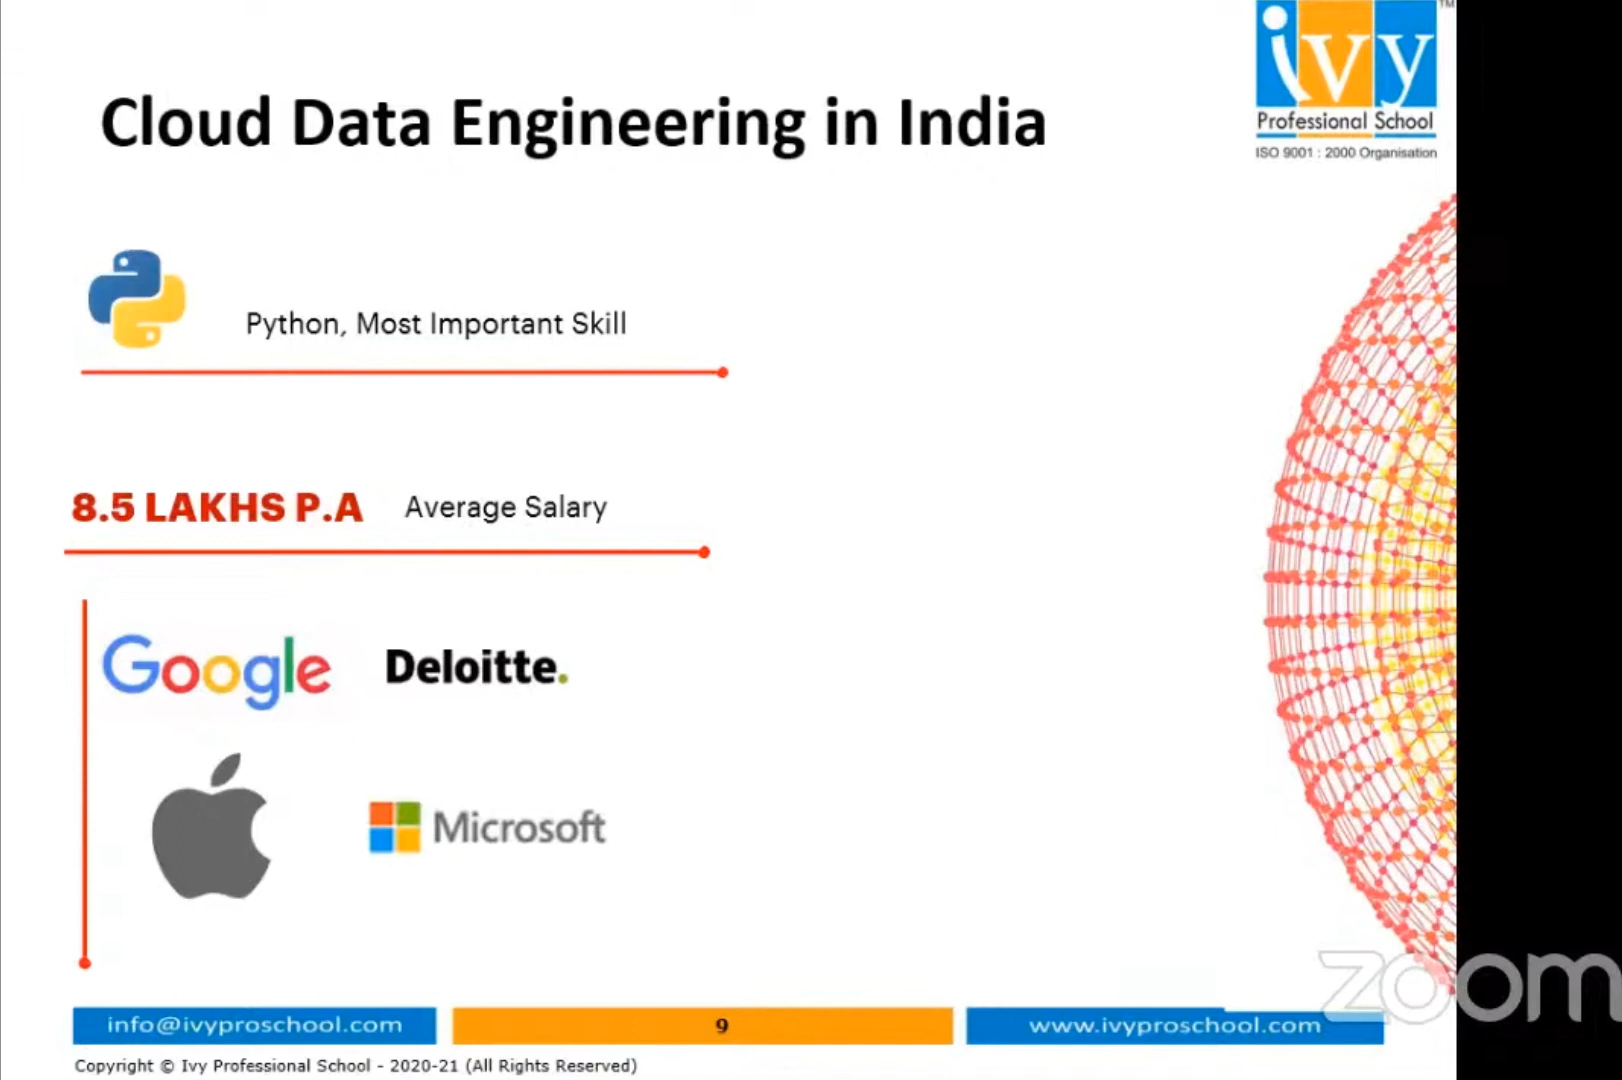 Cloud Data Engineering in India
ivy
TM
Professional School
ISO 9001 : 2000 Organisation
Python, Most Important Skill
8.5 LAKHS P.A Average Salary
Google Deloitte.
Microsoft
zoom
info@ivyproschool.com 9 www.ivyproschool.com
Copyright © Ivy Professional School - 2020-21 (All Rights Reserved)